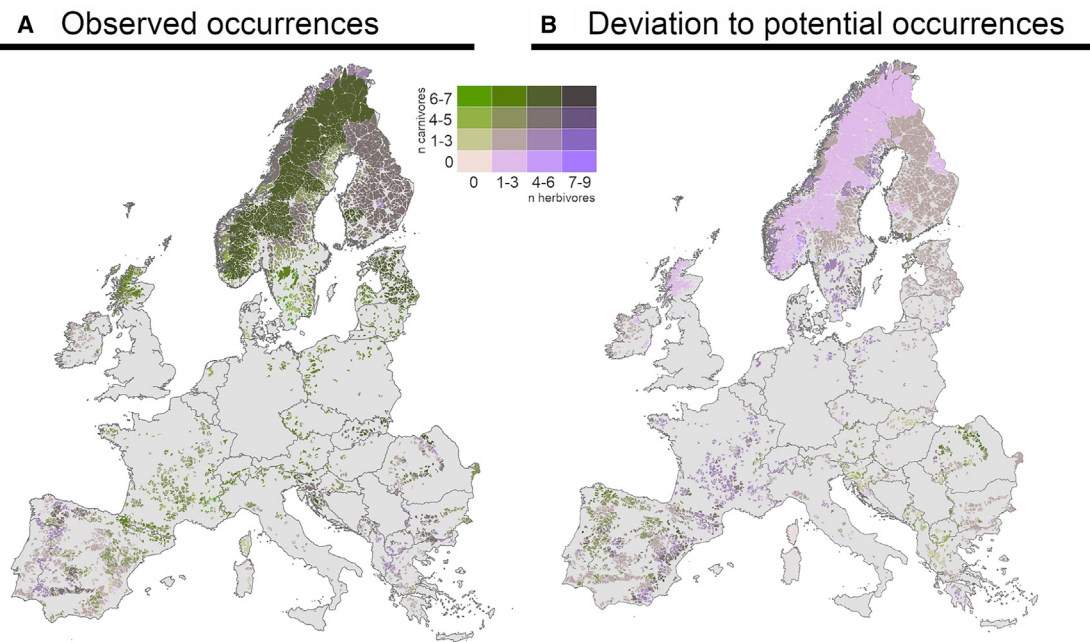 A Observed occurrences
B Deviation to potential occurrences
n carnivores
6-7
4-5
1-3
0
0 1-3 4-6 7-9
n herbivores